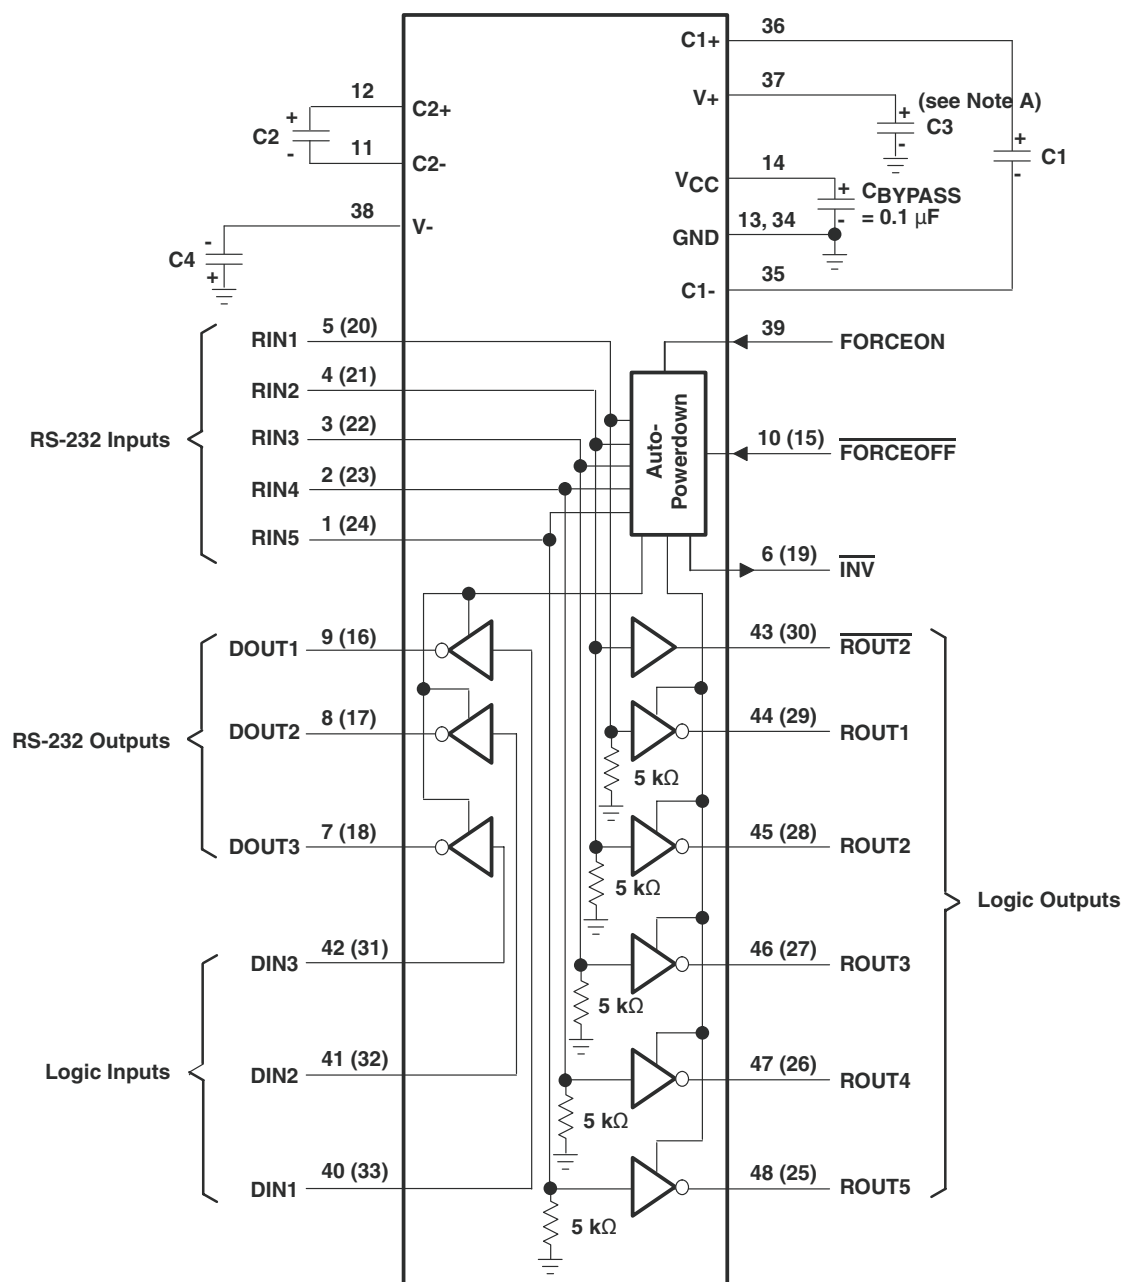 C1+
36
V+
37
(see Note A)
+
-
C3
+
-
C1
12
C2+
+
-
C2
11
C2-
VCC
14
+
-
CBYPASS
= 0.1 μF
38
V-
-
+
C4
GND
13, 34
C1-
35
RS-232 Inputs
RIN1
5 (20)
RIN2
4 (21)
RIN3
3 (22)
RIN4
2 (23)
RIN5
1 (24)
Auto-
Powerdown
39
FORCEON
10 (15)
F̅O̅R̅C̅E̅O̅F̅F̅
6 (19)
I̅N̅V̅
RS-232 Outputs
DOUT1
9 (16)
DOUT2
8 (17)
DOUT3
7 (18)
Logic Inputs
DIN3
42 (31)
DIN2
41 (32)
DIN1
40 (33)
43 (30)
R̅O̅U̅T̅2̅
44 (29)
ROUT1
5 kΩ
45 (28)
ROUT2
5 kΩ
46 (27)
ROUT3
5 kΩ
47 (26)
ROUT4
5 kΩ
48 (25)
ROUT5
5 kΩ
Logic Outputs